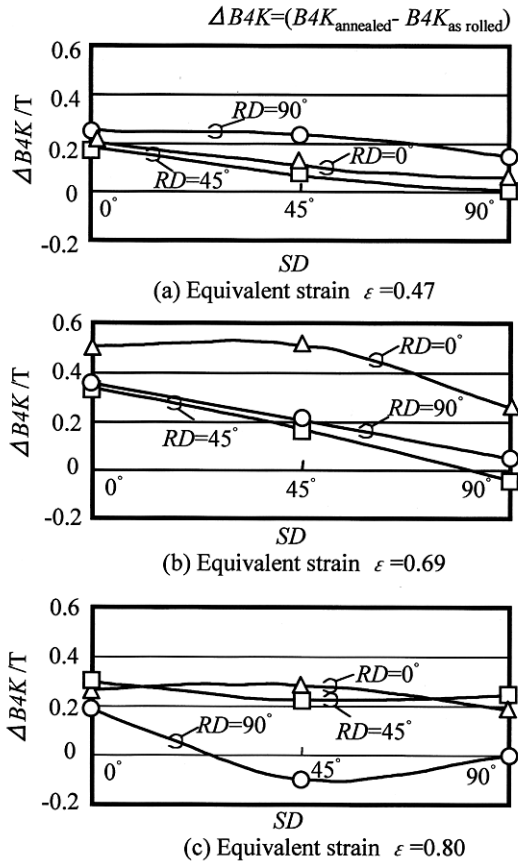 ΔB4K=(B4Kannealed- B4Kas rolled)
0.6
0.4
0.2
0
-0.2
ΔB4K /T
RD=90°
RD=0°
RD=45°
0° 45° 90°
SD
(a) Equivalent strain ε =0.47
0.6
0.4
0.2
0
-0.2
ΔB4K /T
RD=0°
RD=90°
RD=45°
0° 45° 90°
SD
(b) Equivalent strain ε =0.69
0.6
0.4
0.2
0
-0.2
ΔB4K /T
RD=0°
RD=90°
RD=45°
0° 45° 90°
SD
(c) Equivalent strain ε =0.80